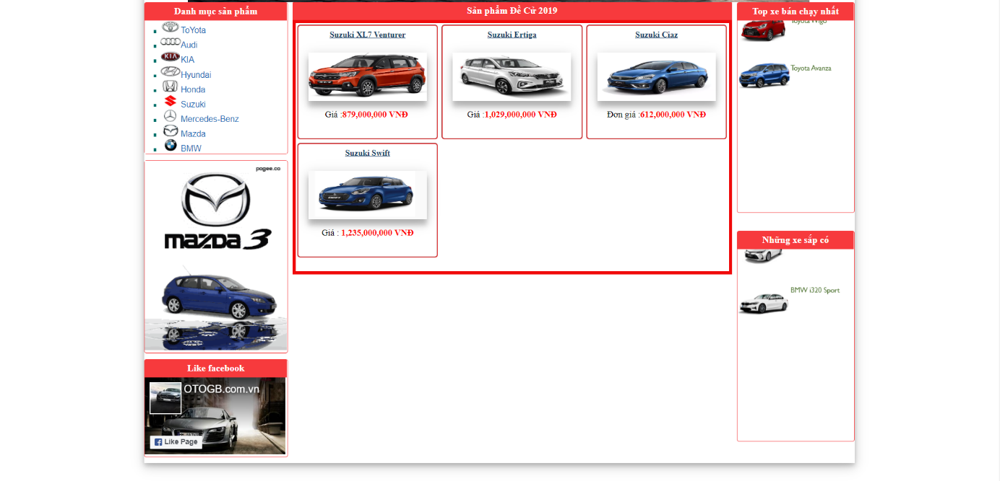 Danh mục sản phẩm
ToYota
Audi
KIA
KIA
Hyundai
Honda
Suzuki
Mercedes-Benz
Mazda
BMW
pogee.co
mazda 3
Like facebook
OTOGB.com.vn
Like Page
Sản phẩm Đề Cử 2019
Suzuki XL7 Venturer
Giá :879,000,000 VNĐ
Suzuki Ertiga
Giá :1,029,000,000 VNĐ
Suzuki Ciaz
Đơn giá :612,000,000 VNĐ
Suzuki Swift
Giá : 1,235,000,000 VNĐ
Top xe bán chạy nhất
Toyota Wigo
Toyota Avanza
Những xe sắp có
BMW i320 Sport